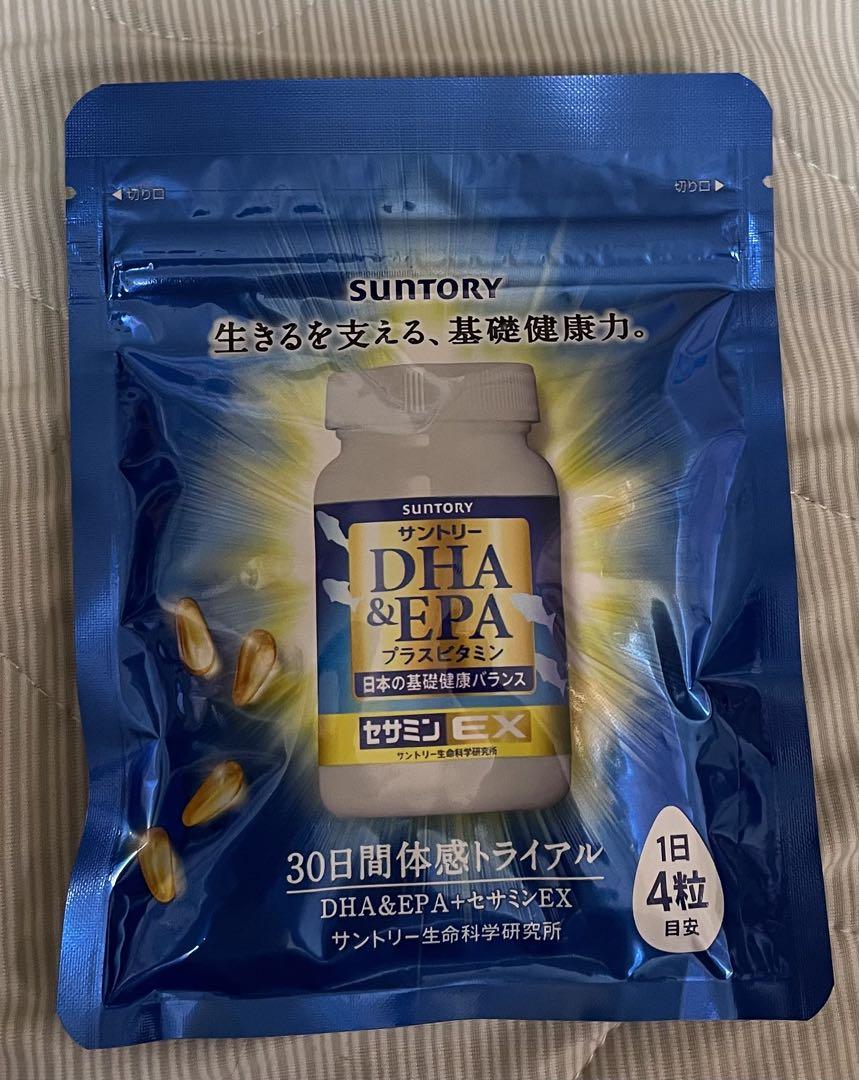 ◀切り口
切り口▶
SUNTORY
生きるを支える、基礎健康力。
SUNTORY
サントリー
DHA
&EPA
プラスビタミン
日本の基礎健康バランス
セサミンEX
サントリー生命科学研究所
30日間体感トライアル
DHA&EPA+セサミンEX
サントリー生命科学研究所
1日
4粒
目安